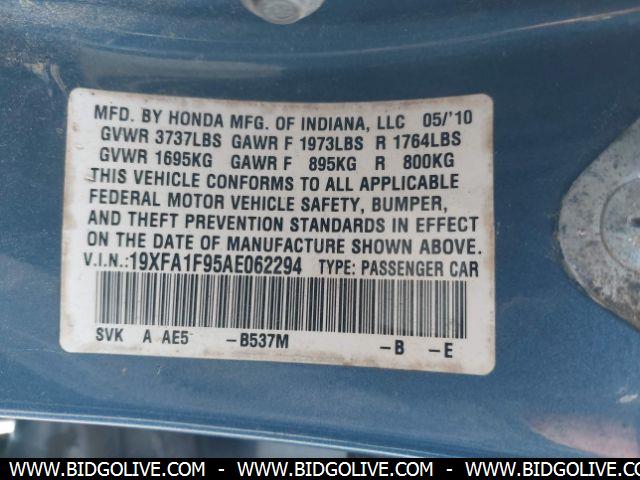 MFD. BY HONDA MFG. OF INDIANA, LLC 05/'10
GVWR 3737LBS GAWR F 1973LBS R 1764LBS
GVWR 1695KG GAWR F 895KG R 800KG
THIS VEHICLE CONFORMS TO ALL APPLICABLE
FEDERAL MOTOR VEHICLE SAFETY, BUMPER,
AND THEFT PREVENTION STANDARDS IN EFFECT
ON THE DATE OF MANUFACTURE SHOWN ABOVE.
V.I.N.:19XFA1F95AE062294 TYPE: PASSENGER CAR
SVK A AE5 -B537M -B -E
WWW.BIDGOLIVE.COM - WWW.BIDGOLIVE.COM - WWW.BIDGOLIVE.COM